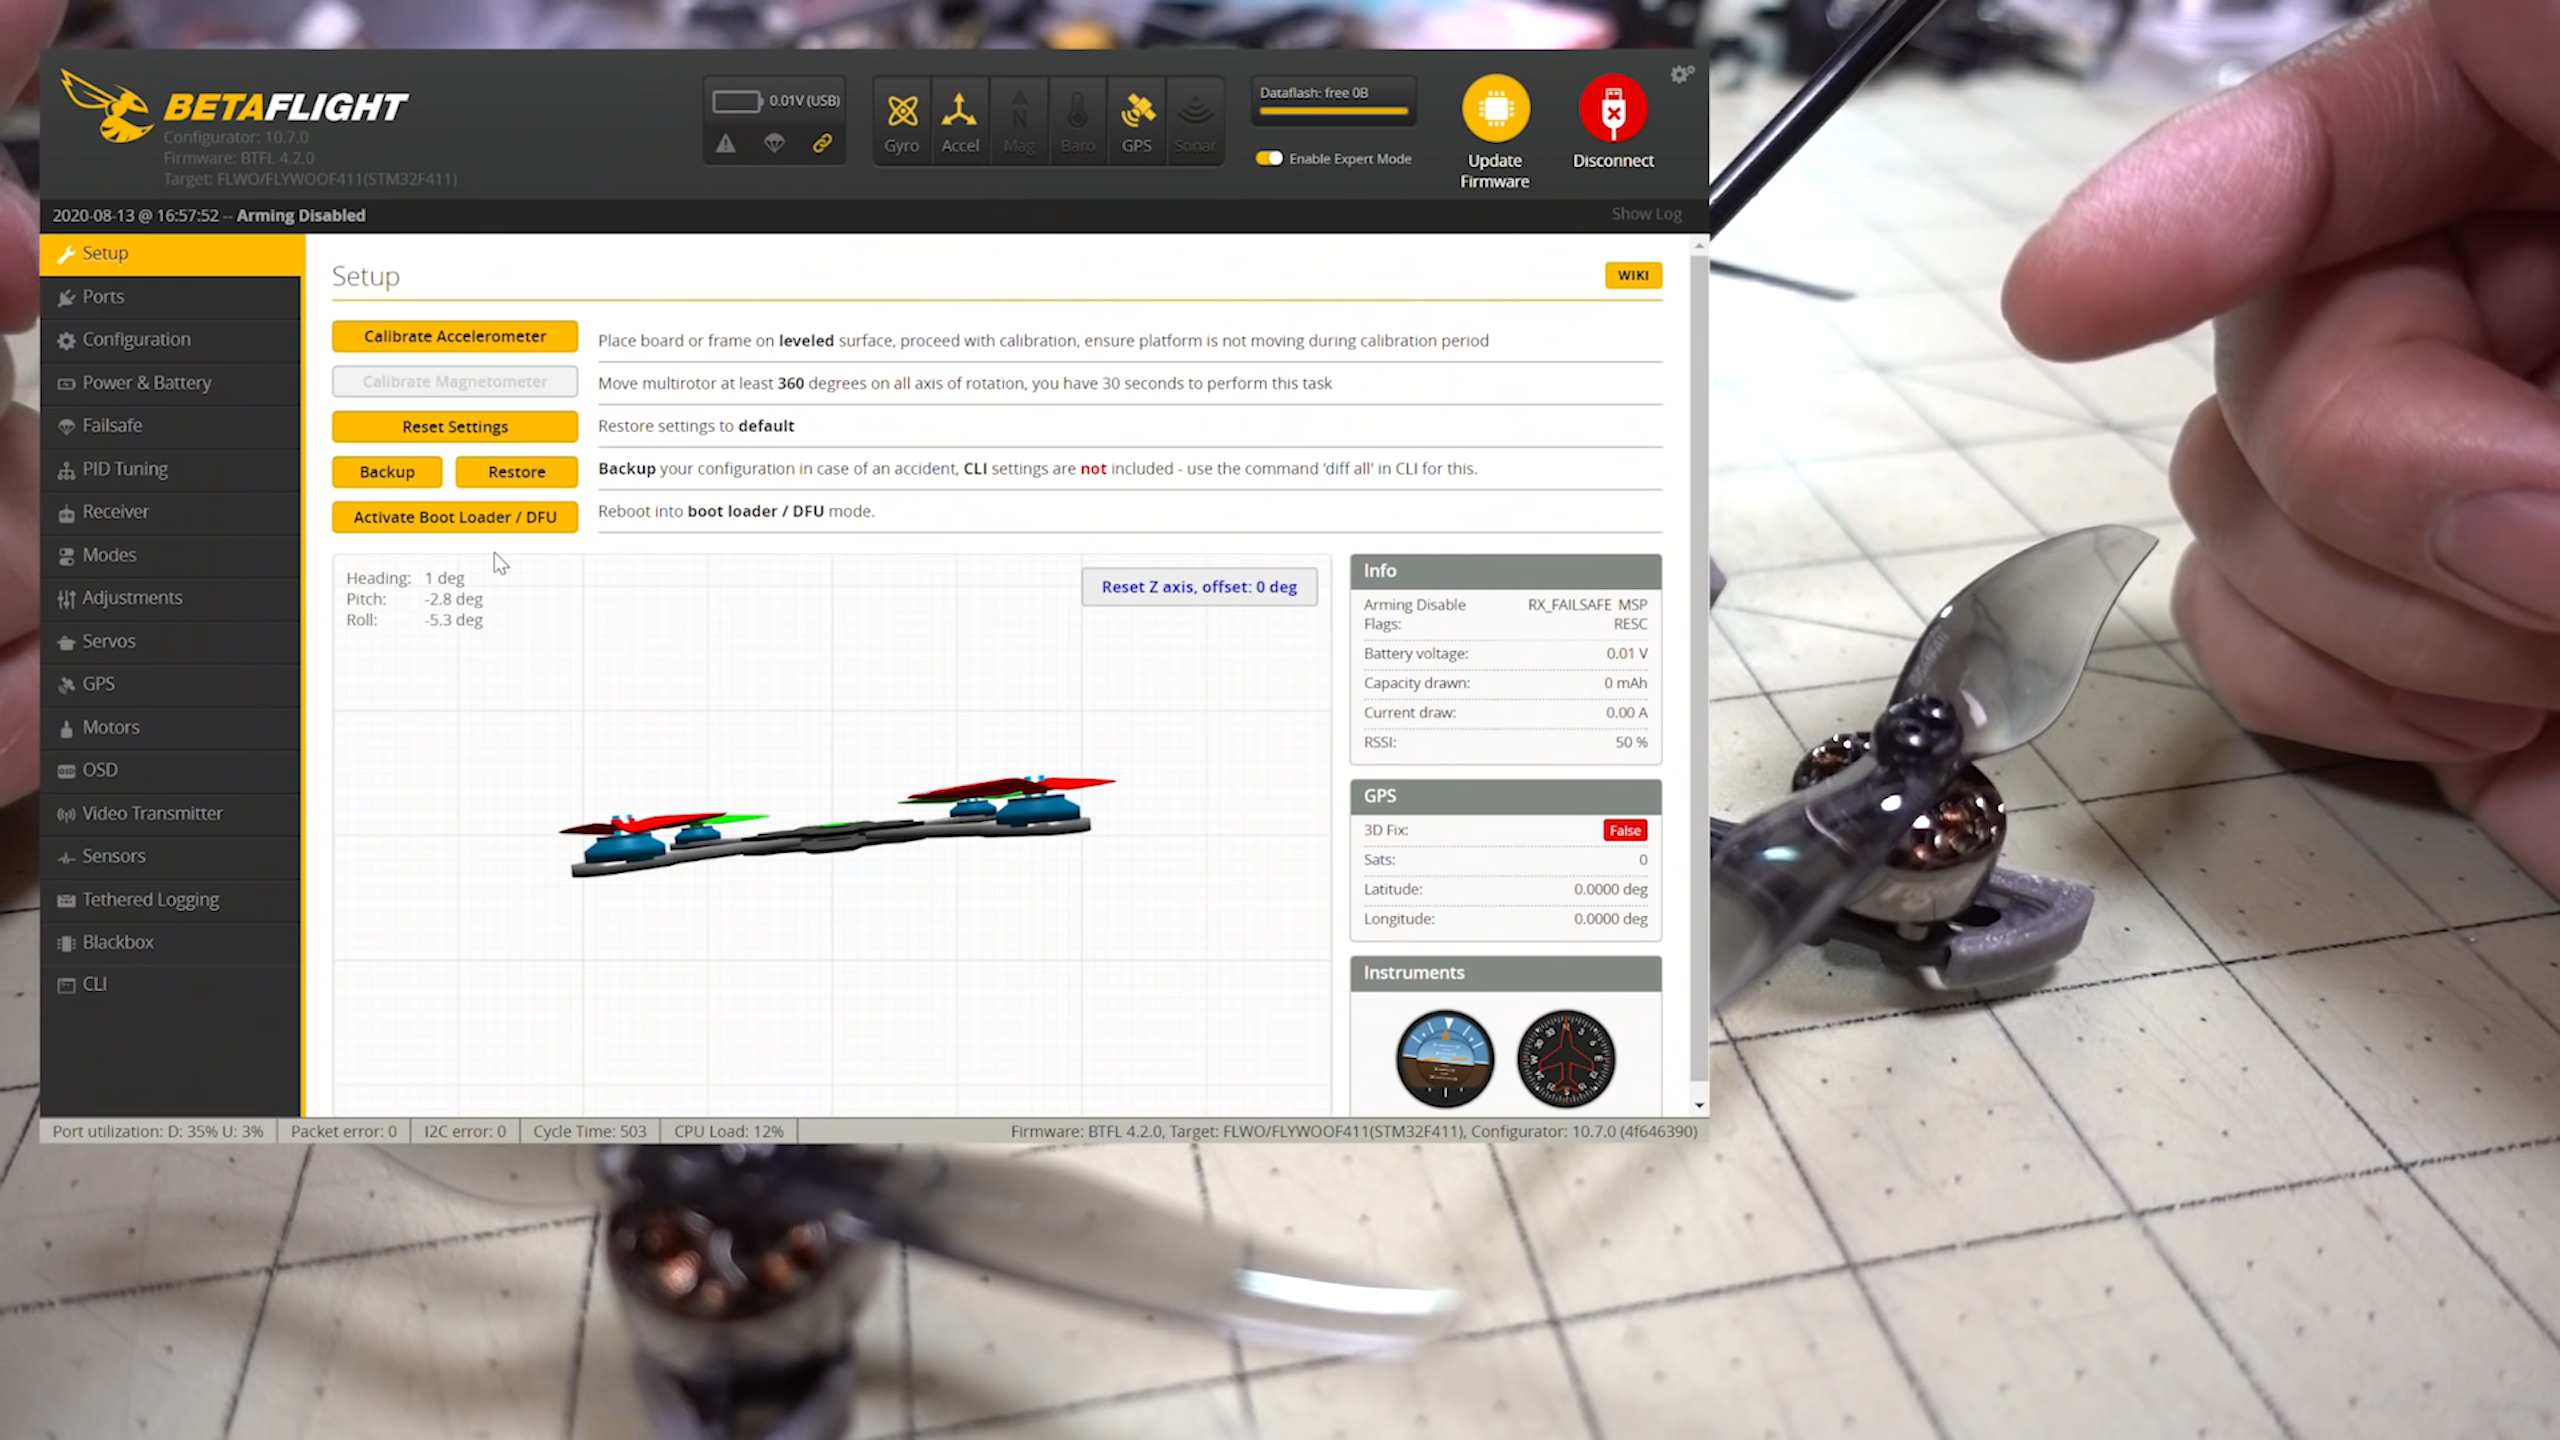 BETAFLIGHT
Configurator: 10.7.0
Firmware: BTFL 4.2.0
Target: FLWO/FLYWOOF411(STM32F411)
0.01V (USB)
Gyro
Accel
Mag
Baro
GPS
Sonar
Dataflash: free 0B
Enable Expert Mode
Update
Firmware
Disconnect
2020-08-13 @ 16:57:52 -- Arming Disabled
Show Log
Setup
Ports
Configuration
Power & Battery
Failsafe
PID Tuning
Receiver
Modes
Adjustments
Servos
GPS
Motors
OSD
Video Transmitter
Sensors
Tethered Logging
Blackbox
CLI
Setup
WIKI
Calibrate Accelerometer
Place board or frame on leveled surface, proceed with calibration, ensure platform is not moving during calibration period
Calibrate Magnetometer
Move multirotor at least 360 degrees on all axis of rotation, you have 30 seconds to perform this task
Reset Settings
Restore settings to default
Backup
Restore
Backup your configuration in case of an accident, CLI settings are not included - use the command 'diff all' in CLI for this.
Activate Boot Loader / DFU
Reboot into boot loader / DFU mode.
Heading: 1 deg
Pitch: -2.8 deg
Roll: -5.3 deg
Reset Z axis, offset: 0 deg
Info
Arming Disable Flags: RX_FAILSAFE MSP RESC
Battery voltage: 0.01 V
Capacity drawn: 0 mAh
Current draw: 0.00 A
RSSI: 50 %
GPS
3D Fix: False
Sats: 0
Latitude: 0.0000 deg
Longitude: 0.0000 deg
Instruments
Port utilization: D: 35% U: 3%
Packet error: 0
I2C error: 0
Cycle Time: 503
CPU Load: 12%
Firmware: BTFL 4.2.0, Target: FLWO/FLYWOOF411(STM32F411), Configurator: 10.7.0 (4f646390)